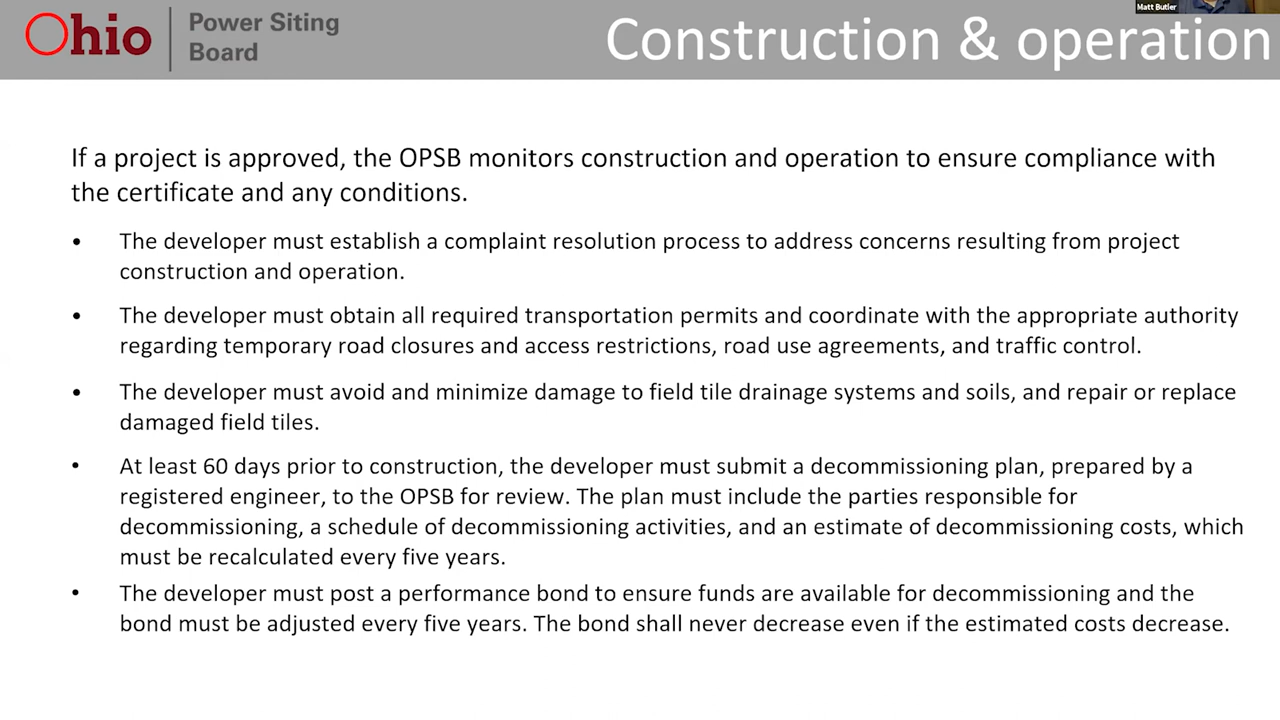 Matt Butler
Ohio
Power Siting
Board
Construction & operation
If a project is approved, the OPSB monitors construction and operation to ensure compliance with
the certificate and any conditions.
• The developer must establish a complaint resolution process to address concerns resulting from project
construction and operation.
• The developer must obtain all required transportation permits and coordinate with the appropriate authority
regarding temporary road closures and access restrictions, road use agreements, and traffic control.
• The developer must avoid and minimize damage to field tile drainage systems and soils, and repair or replace
damaged field tiles.
• At least 60 days prior to construction, the developer must submit a decommissioning plan, prepared by a
registered engineer, to the OPSB for review. The plan must include the parties responsible for
decommissioning, a schedule of decommissioning activities, and an estimate of decommissioning costs, which
must be recalculated every five years.
• The developer must post a performance bond to ensure funds are available for decommissioning and the
bond must be adjusted every five years. The bond shall never decrease even if the estimated costs decrease.